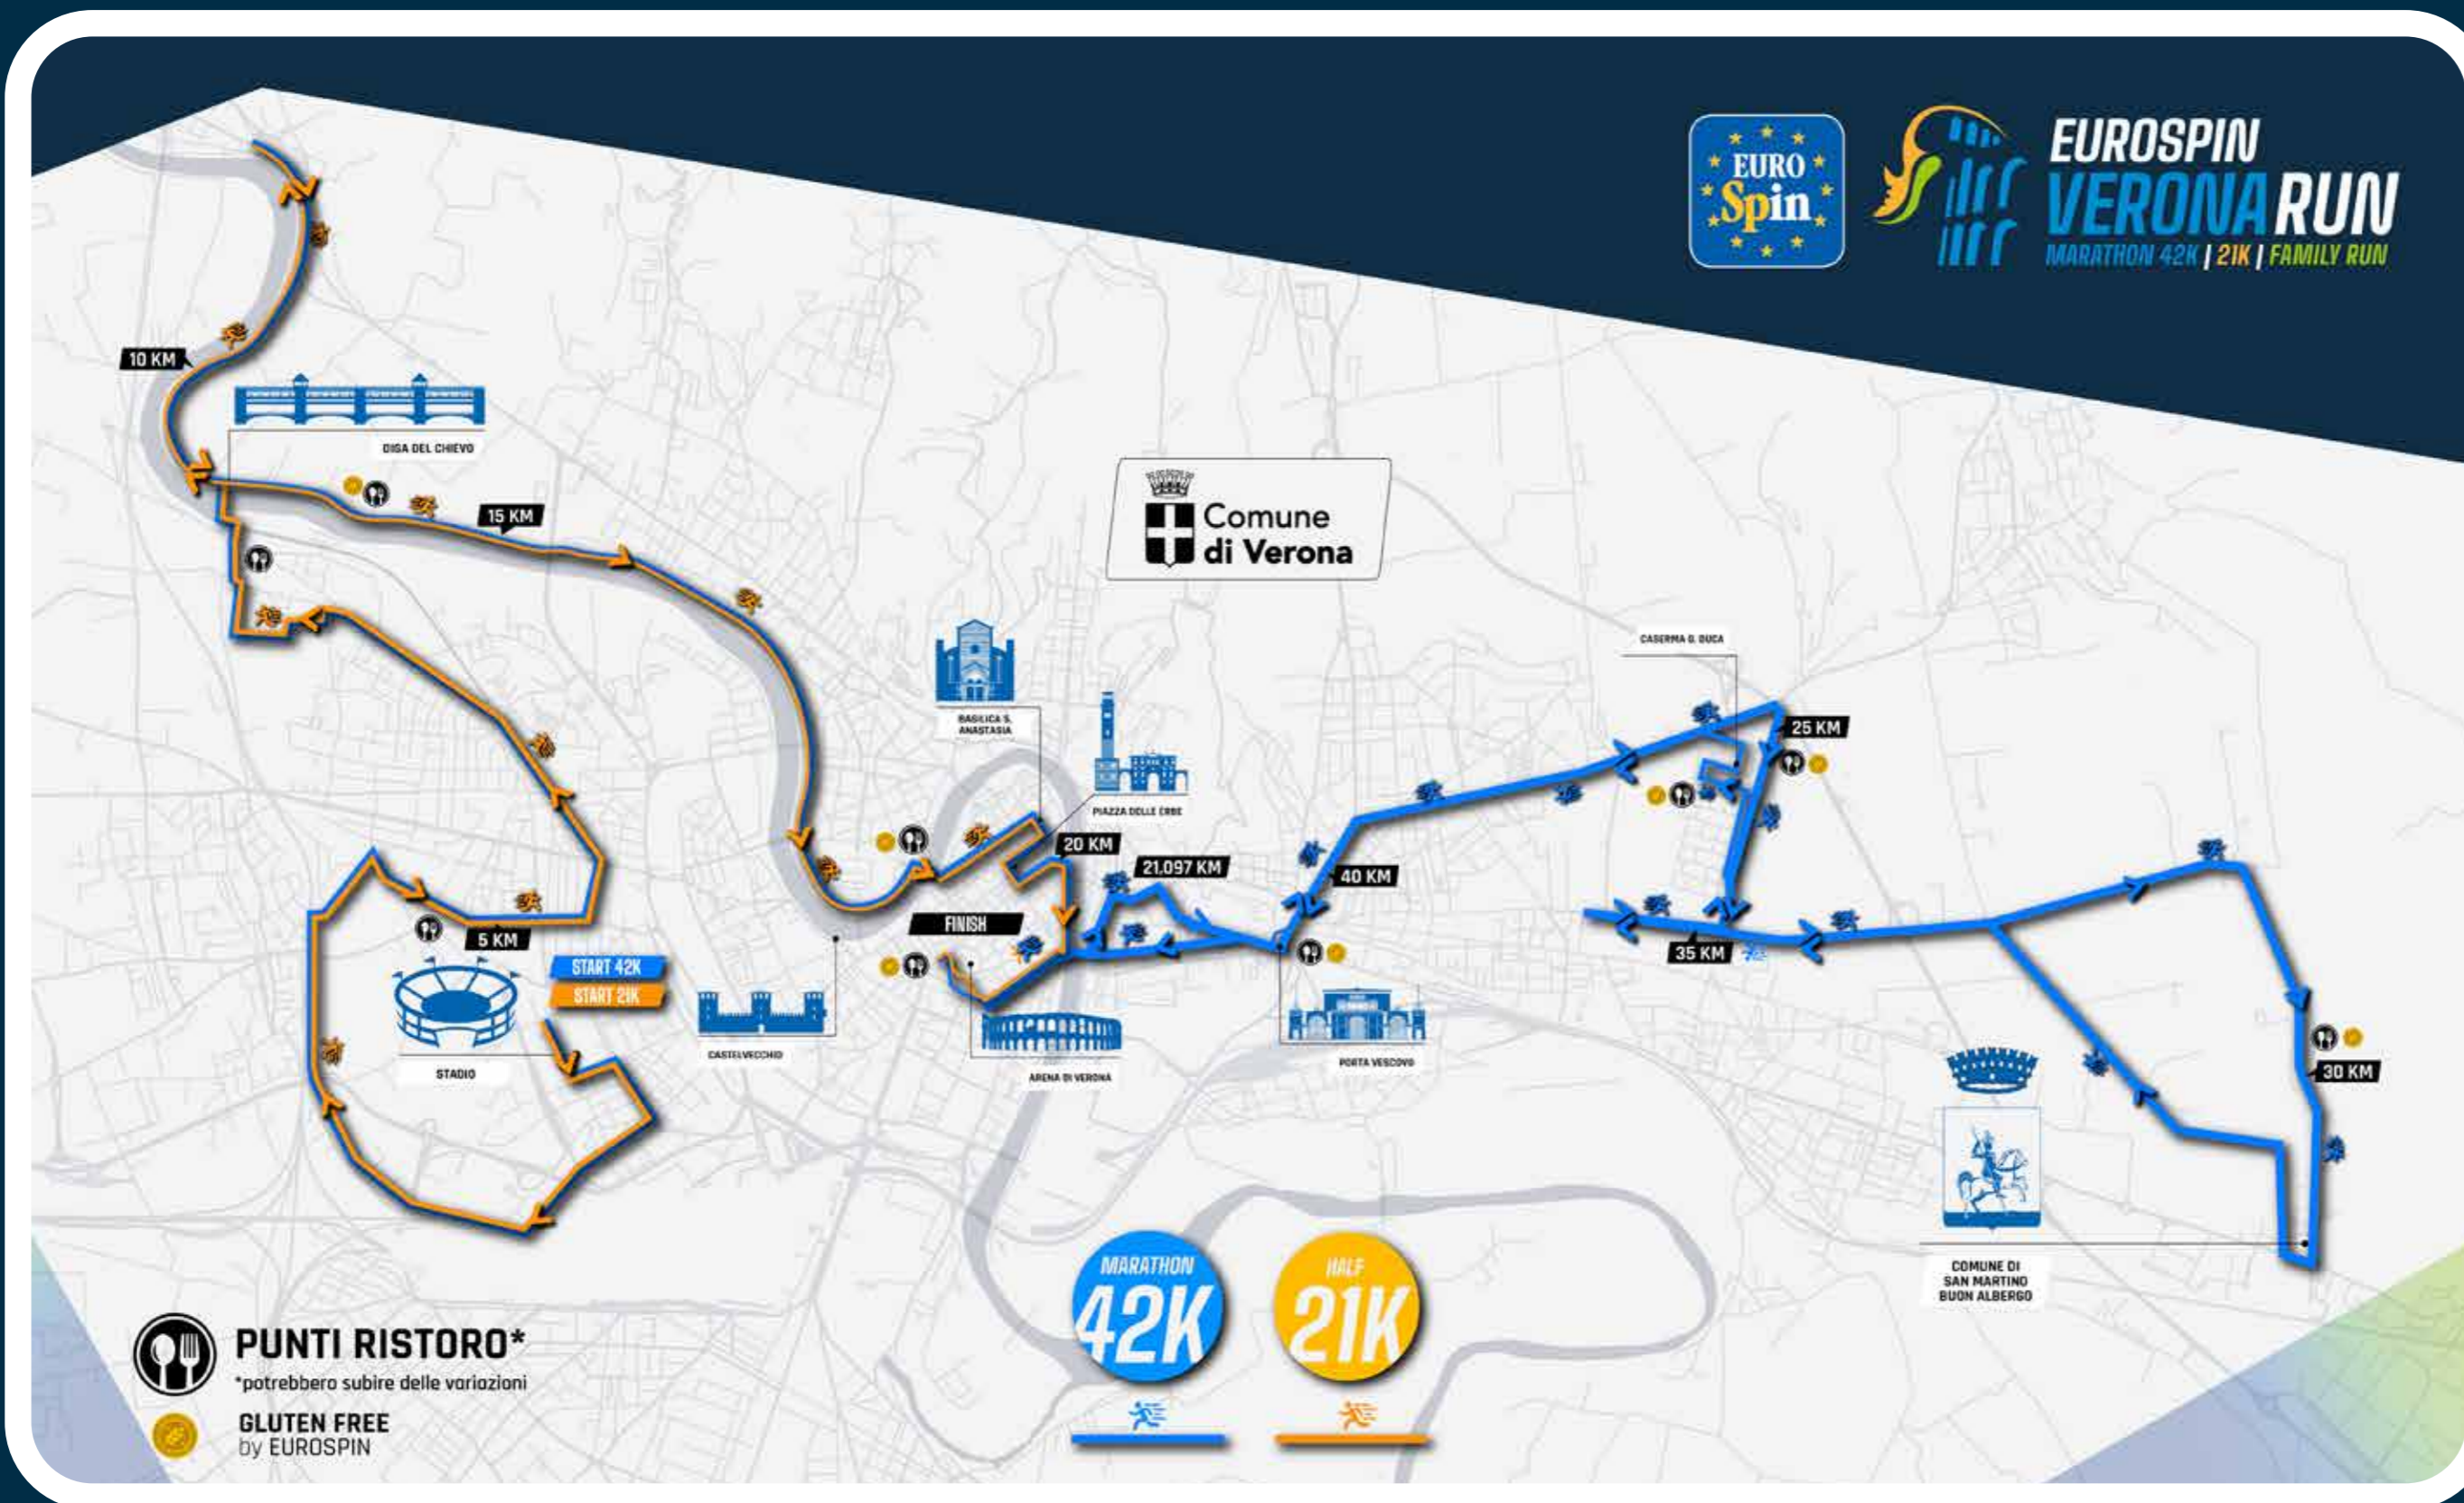 EURO
Spin
EUROSPIN
VERONA RUN
MARATHON 42K | 21K | FAMILY RUN
10 KM
DIGA DEL CHIEVO
15 KM
Comune
di Verona
CASERMA G. DUCA
BASILICA S.
ANASTASIA
25 KM
PIAZZA DELLE ERBE
20 KM
21.097 KM
40 KM
FINISH
5 KM
35 KM
START 42K
START 21K
CASTELVECCHIO
STADIO
ARENA DI VERONA
PORTA VESCOVO
30 KM
COMUNE DI
SAN MARTINO
BUON ALBERGO
MARATHON
42K
HALF
21K
PUNTI RISTORO*
*potrebbero subire delle variazioni
GLUTEN FREE
by EUROSPIN